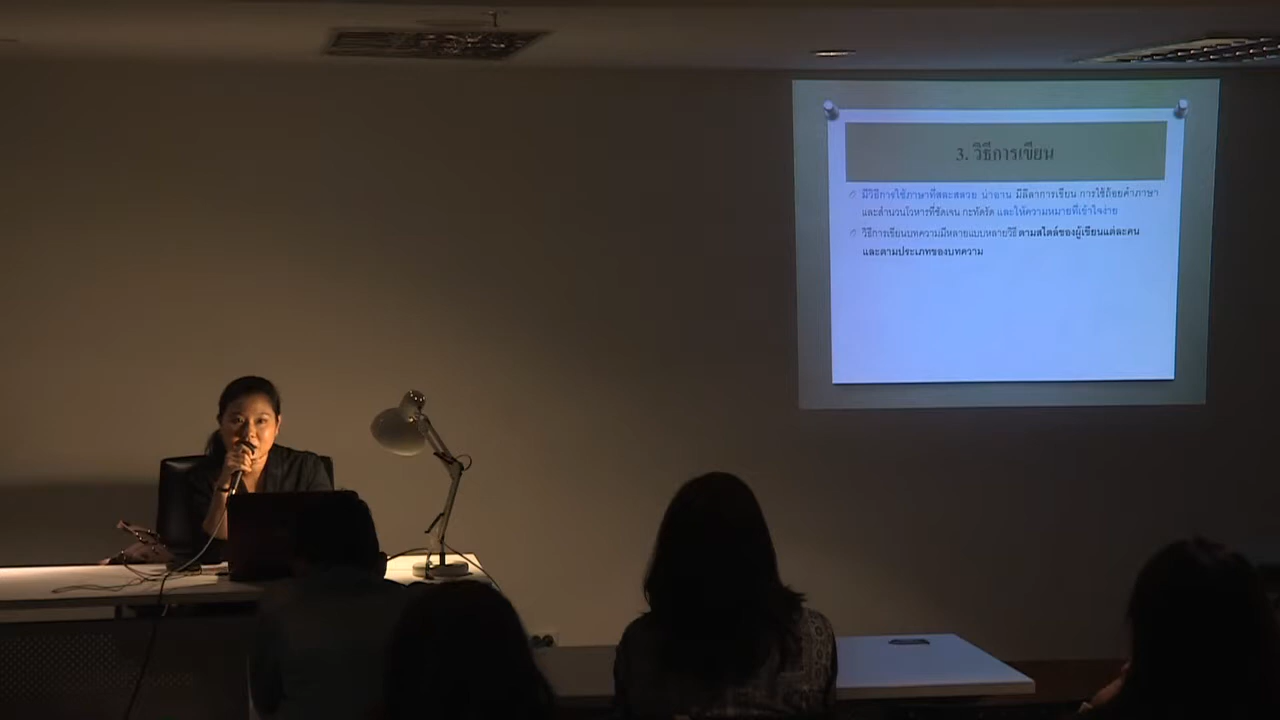 3. วิธีการเขียน
มีวิธีการใช้ภาษาที่สละสลวย น่าอ่าน มีลีลาการเขียน การใช้ถ้อยคำภาษา
และสำนวนโวหารที่ชัดเจน กะทัดรัด และให้ความหมายที่เข้าใจง่าย
วิธีการเขียนบทความมีหลายแบบหลายวิธี ตามสไตล์ของผู้เขียนแต่ละคน
และตามประเภทของบทความ